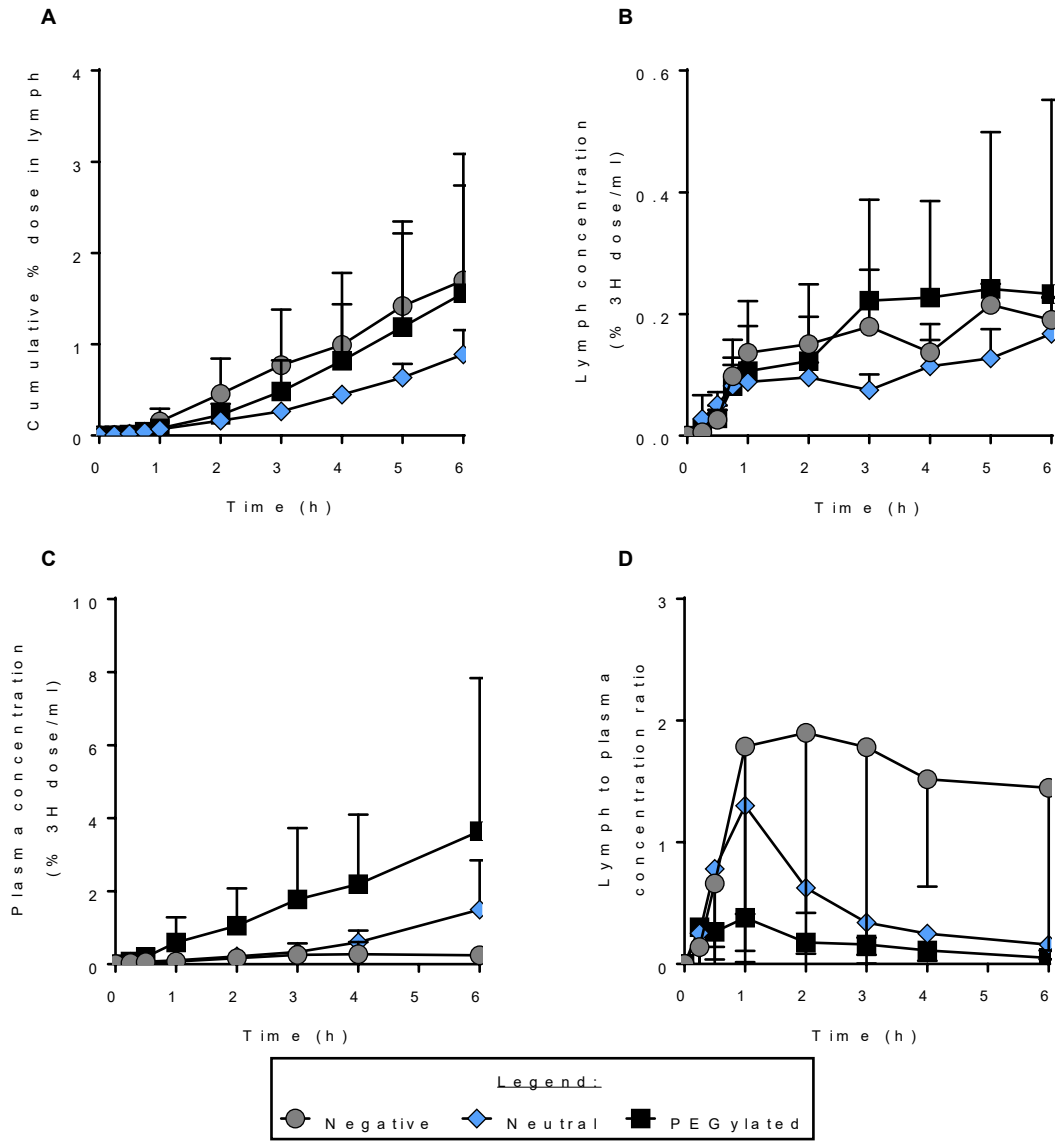 A
Cumulative % dose in lymph
4
3
2
1
0
0 1 2 3 4 5 6
Time (h)
B
Lymph concentration
(% 3H dose/ml)
0.6
0.4
0.2
0.0
0 1 2 3 4 5 6
Time (h)
C
Plasma concentration
(% 3H dose/ml)
10
8
6
4
2
0
0 1 2 3 4 5 6
Time (h)
D
Lymph to plasma
concentration ratio
3
2
1
0
0 1 2 3 4 5 6
Time (h)
Legend:
Negative Neutral PEGylated